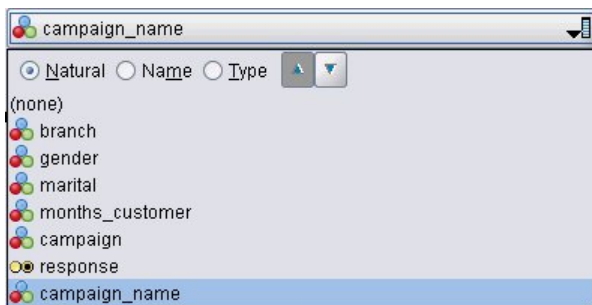 campaign_name
Natural Name Type
(none)
branch
gender
marital
months_customer
campaign
response
campaign_name